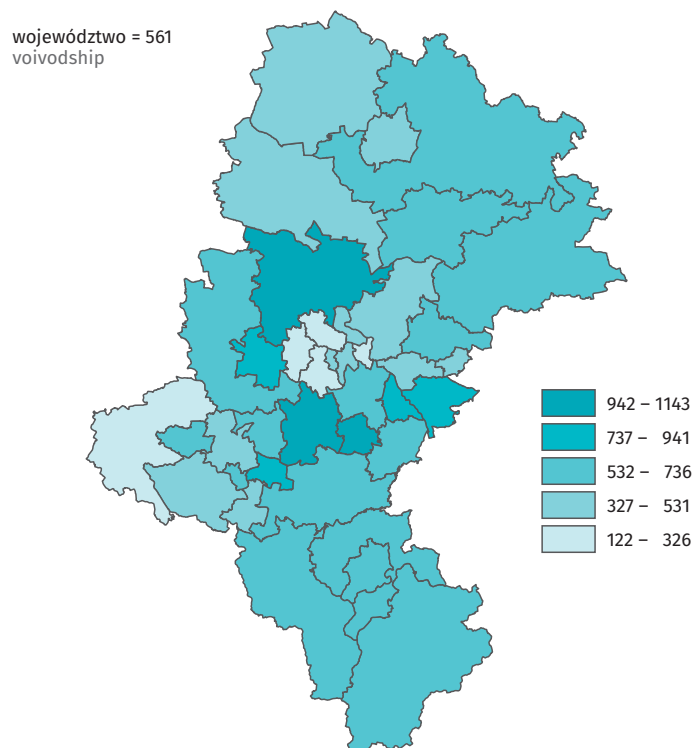 województwo = 561
voivodship
942 – 1143
737 – 941
532 – 736
327 – 531
122 – 326